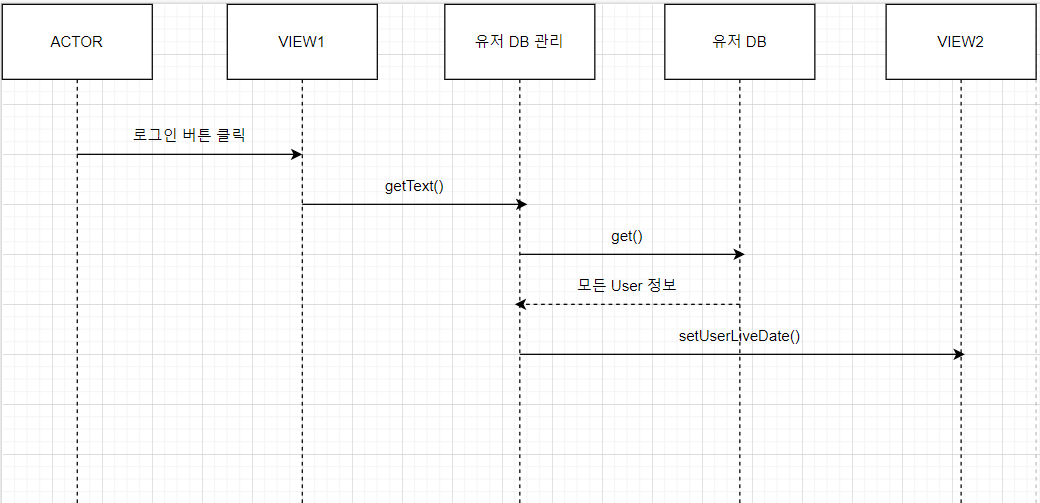 ACTOR
VIEW1
유저 DB 관리
유저 DB
VIEW2
로그인 버튼 클릭
getText()
get()
모든 User 정보
setUserLiveDate()